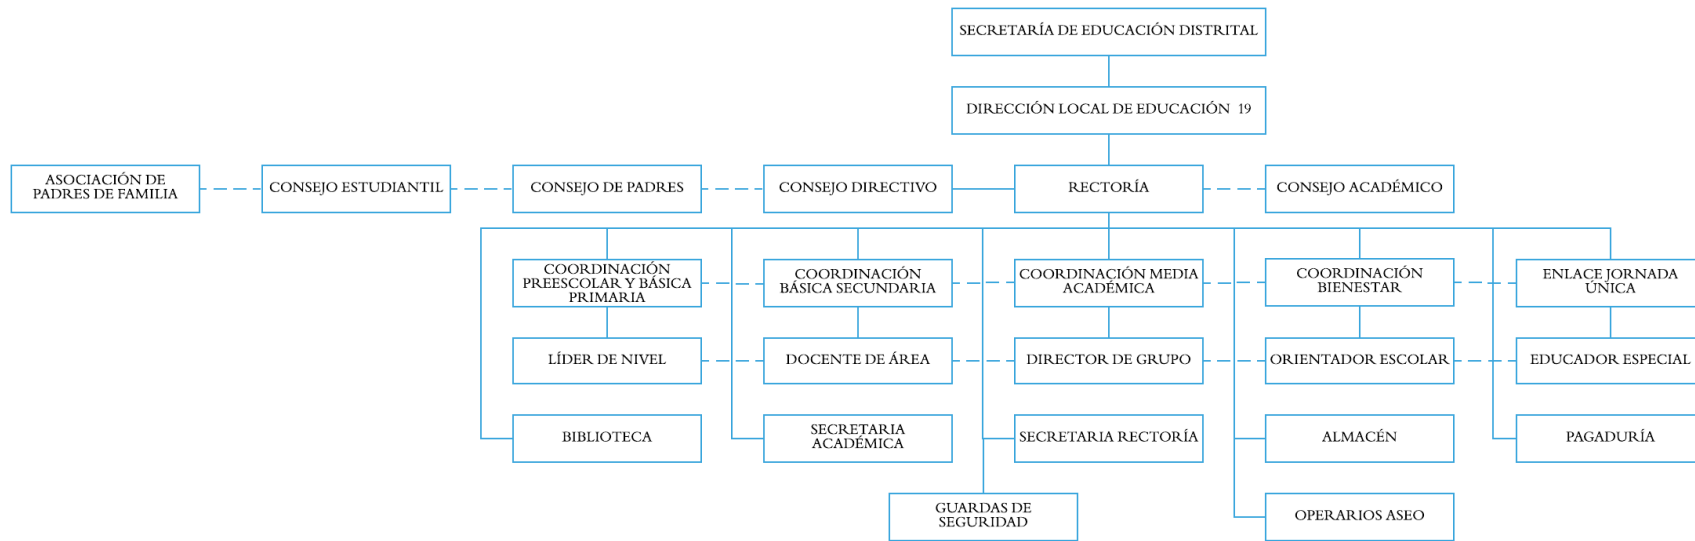 SECRETARÍA DE EDUCACIÓN DISTRITAL
DIRECCIÓN LOCAL DE EDUCACIÓN 19
ASOCIACIÓN DE
PADRES DE FAMILIA
CONSEJO ESTUDIANTIL
CONSEJO DE PADRES
CONSEJO DIRECTIVO
RECTORÍA
CONSEJO ACADÉMICO
COORDINACIÓN
PREESCOLAR Y BÁSICA
PRIMARIA
COORDINACIÓN
BÁSICA SECUNDARIA
COORDINACIÓN MEDIA
ACADÉMICA
COORDINACIÓN
BIENESTAR
ENLACE JORNADA
ÚNICA
LÍDER DE NIVEL
DOCENTE DE ÁREA
DIRECTOR DE GRUPO
ORIENTADOR ESCOLAR
EDUCADOR ESPECIAL
BIBLIOTECA
SECRETARIA
ACADÉMICA
SECRETARIA RECTORÍA
ALMACÉN
PAGADURÍA
GUARDAS DE
SEGURIDAD
OPERARIOS ASEO